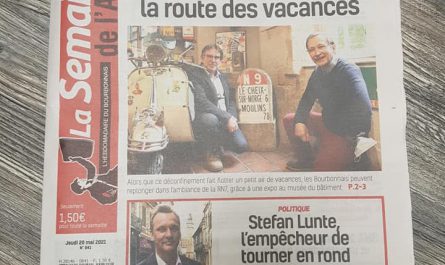 la route des vacances
La Semai
de l'A
L'HEBDOMADAIRE DU BOURBONNAIS
N 9
LE CHEIX-
SUR-MORGE 6
MOULINS
78
Alors que ce déconfinement fait flotter un petit air de vacances, les Bourbonnais peuvent
replonger dans l'ambiance de la RN7, grâce à une expo au musée du bâtiment. P.2-3
seulement
1,50€
pour toute la semaine
Jeudi 20 mai 2021
POLITIQUE
Stefan Lunte,
l'empêcheur de
tourner en rond